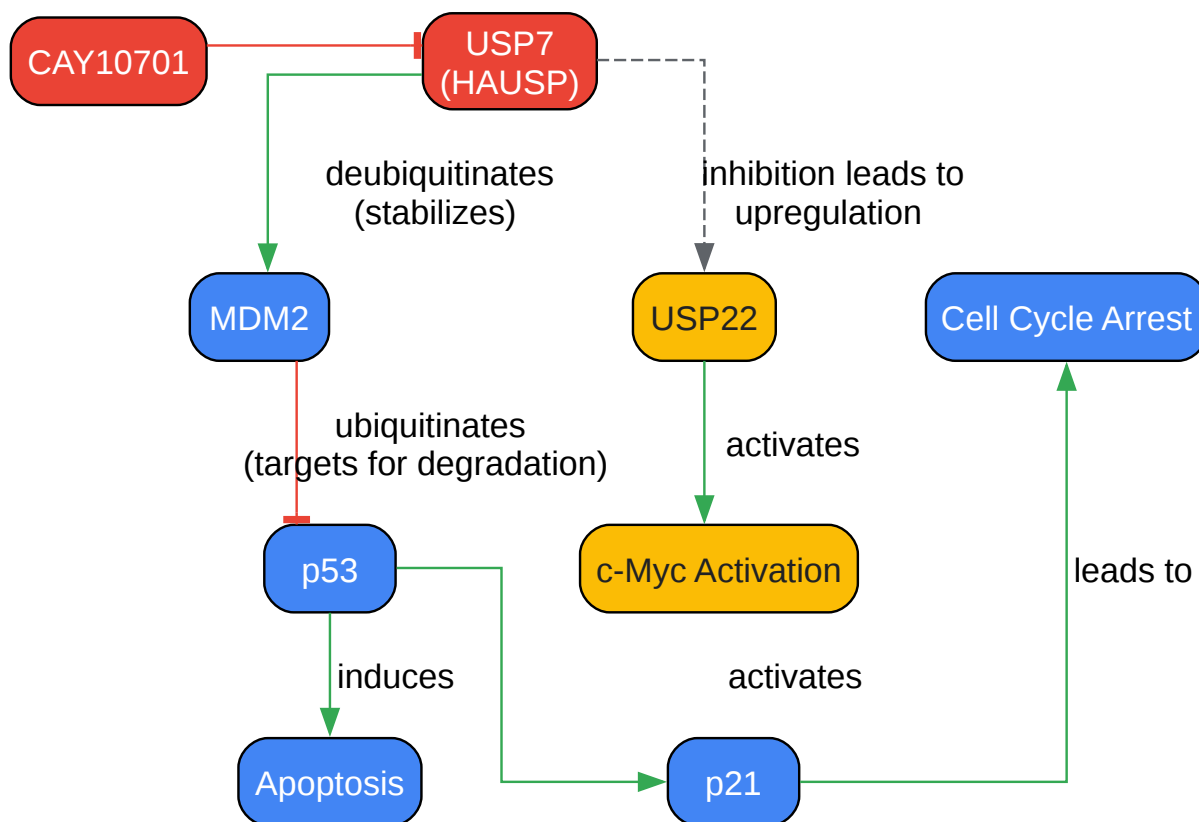 CAY10701
USP7
(HAUSP)
deubiquitinates
(stabilizes)
inhibition leads to
upregulation
MDM2
USP22
Cell Cycle Arrest
ubiquitinates
(targets for degradation)
activates
p53
c-Myc Activation
leads to
induces
activates
Apoptosis
p21